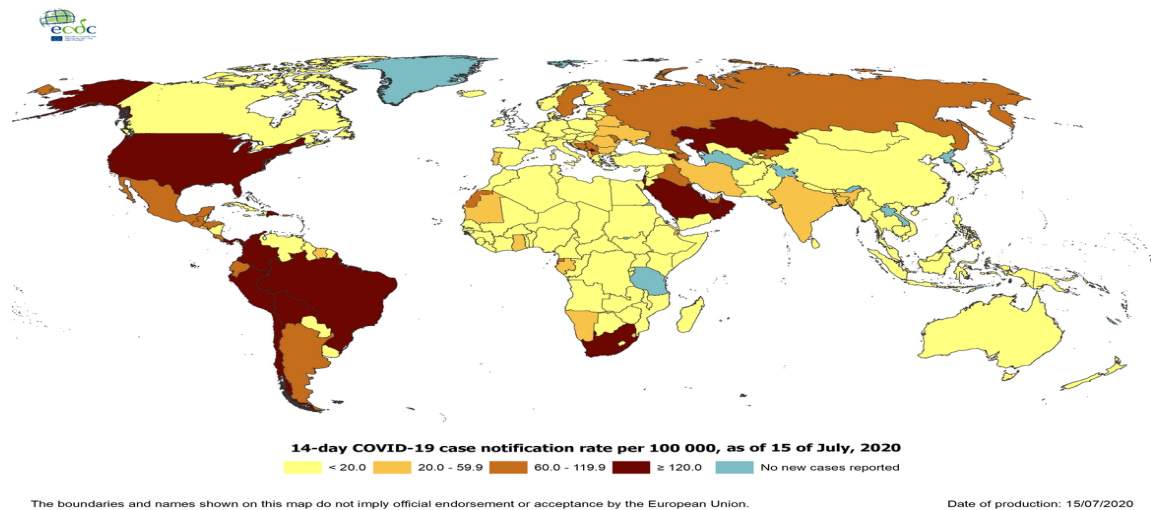 ecdc
14-day COVID-19 case notification rate per 100 000, as of 15 of July, 2020
< 20.0 20.0 - 59.9 60.0 - 119.9 ≥ 120.0 No new cases reported
The boundaries and names shown on this map do not imply official endorsement or acceptance by the European Union. Date of production: 15/07/2020